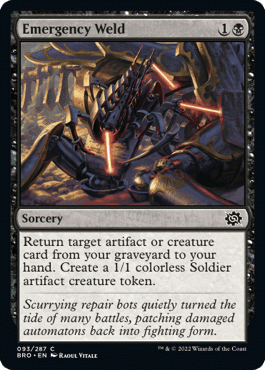 Emergency Weld 1
Sorcery
Return target artifact or creature
card from your graveyard to your
hand. Create a 1/1 colorless Soldier
artifact creature token.
Scurrying repair bots quietly turned the
tide of many battles, patching damaged
automatons back into fighting form.
093/287 C
BRO • EN Raoul Vitale ™ & © 2022 Wizards of the Coast